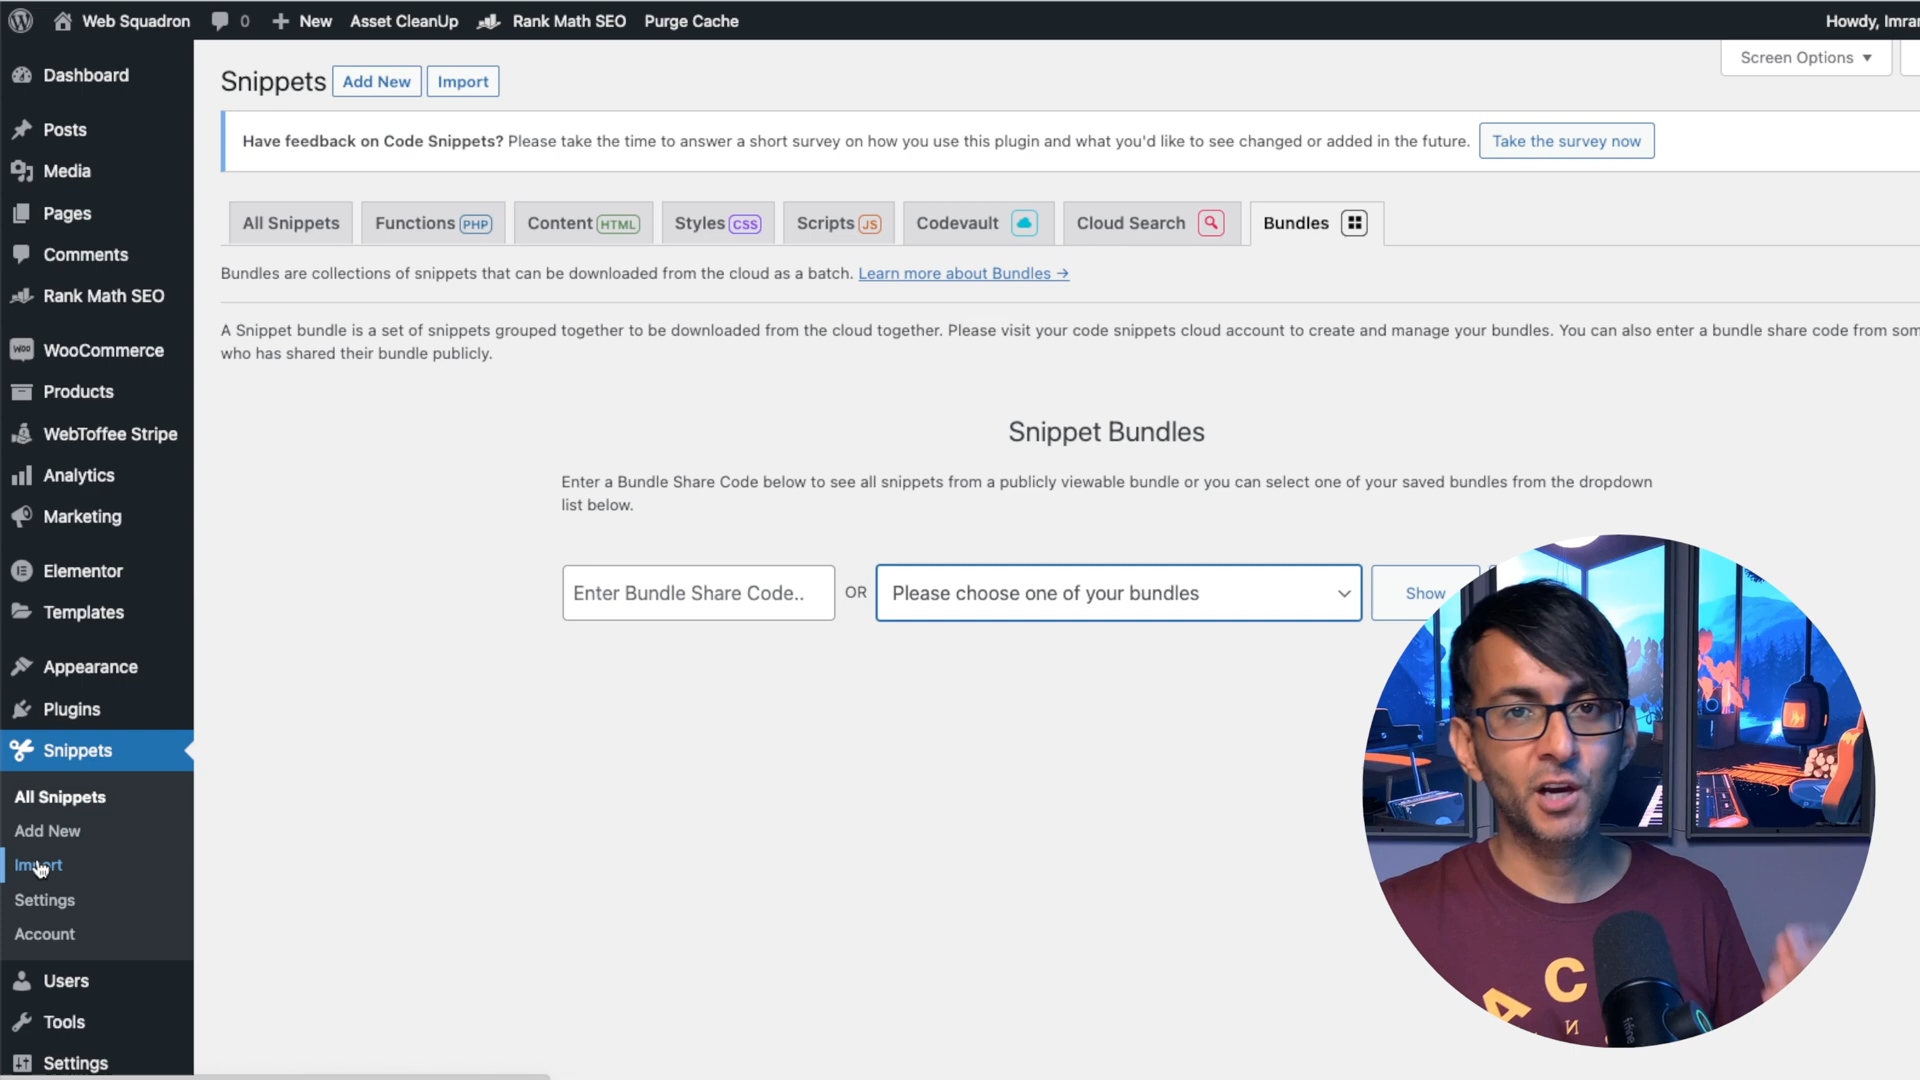 Web Squadron
0
New
Asset CleanUp
Rank Math SEO
Purge Cache
Howdy, Imran
Dashboard
Posts
Media
Pages
Comments
Rank Math SEO
WooCommerce
Products
WebToffee Stripe
Analytics
Marketing
Elementor
Templates
Appearance
Plugins
Snippets
All Snippets
Add New
Import
Settings
Account
Users
Tools
Settings
Snippets Add New Import
Screen Options
Have feedback on Code Snippets? Please take the time to answer a short survey on how you use this plugin and what you'd like to see changed or added in the future. Take the survey now
All Snippets Functions PHP Content HTML Styles CSS Scripts JS Codevault Cloud Search Bundles
Bundles are collections of snippets that can be downloaded from the cloud as a batch. Learn more about Bundles →
A Snippet bundle is a set of snippets grouped together to be downloaded from the cloud together. Please visit your code snippets cloud account to create and manage your bundles. You can also enter a bundle share code from som
who has shared their bundle publicly.
Snippet Bundles
Enter a Bundle Share Code below to see all snippets from a publicly viewable bundle or you can select one of your saved bundles from the dropdown
list below.
Enter Bundle Share Code.. OR Please choose one of your bundles Show
A C
N
fifine